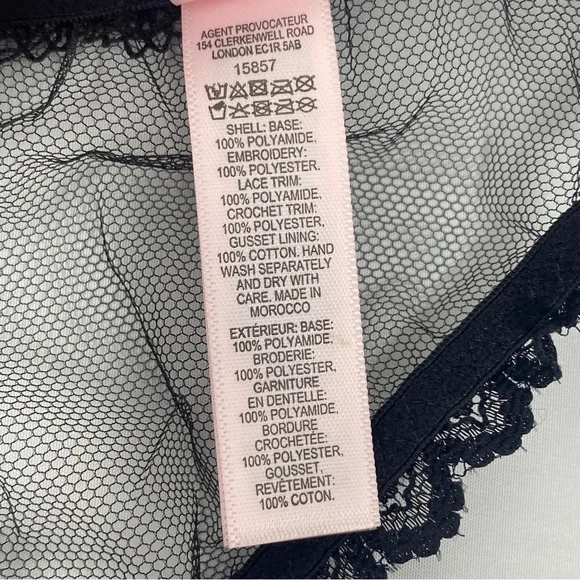 AGENT PROVOCATEUR
154 CLERKENWELL ROAD
LONDON EC1R 5AB
15857
SHELL: BASE:
100% POLYAMIDE,
EMBROIDERY:
100% POLYESTER.
LACE TRIM:
100% POLYAMIDE,
CROCHET TRIM:
100% POLYESTER,
GUSSET LINING:
100% COTTON. HAND
WASH SEPARATELY
AND DRY WITH
CARE. MADE IN
MOROCCO
EXTÉRIEUR: BASE:
100% POLYAMIDE,
BRODERIE:
100% POLYESTER,
GARNITURE
EN DENTELLE:
100% POLYAMIDE,
BORDURE
CROCHETÉE:
100% POLYESTER,
GOUSSET,
REVÊTEMENT:
100% COTON.